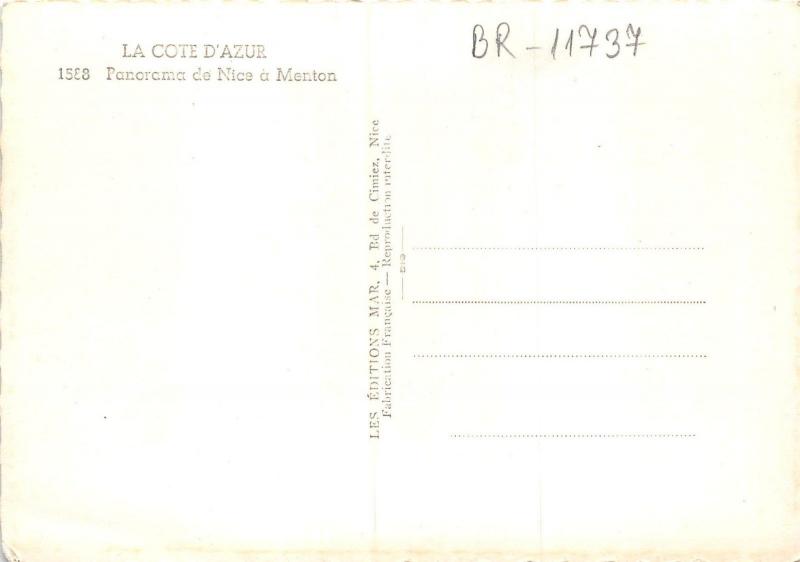 LA COTE D'AZUR
1588 Panorama de Nice à Menton
BR-11737
LES ÉDITIONS MAR, 4, Bd de Cimiez, Nice
Fabrication Française — Reproduction interdite